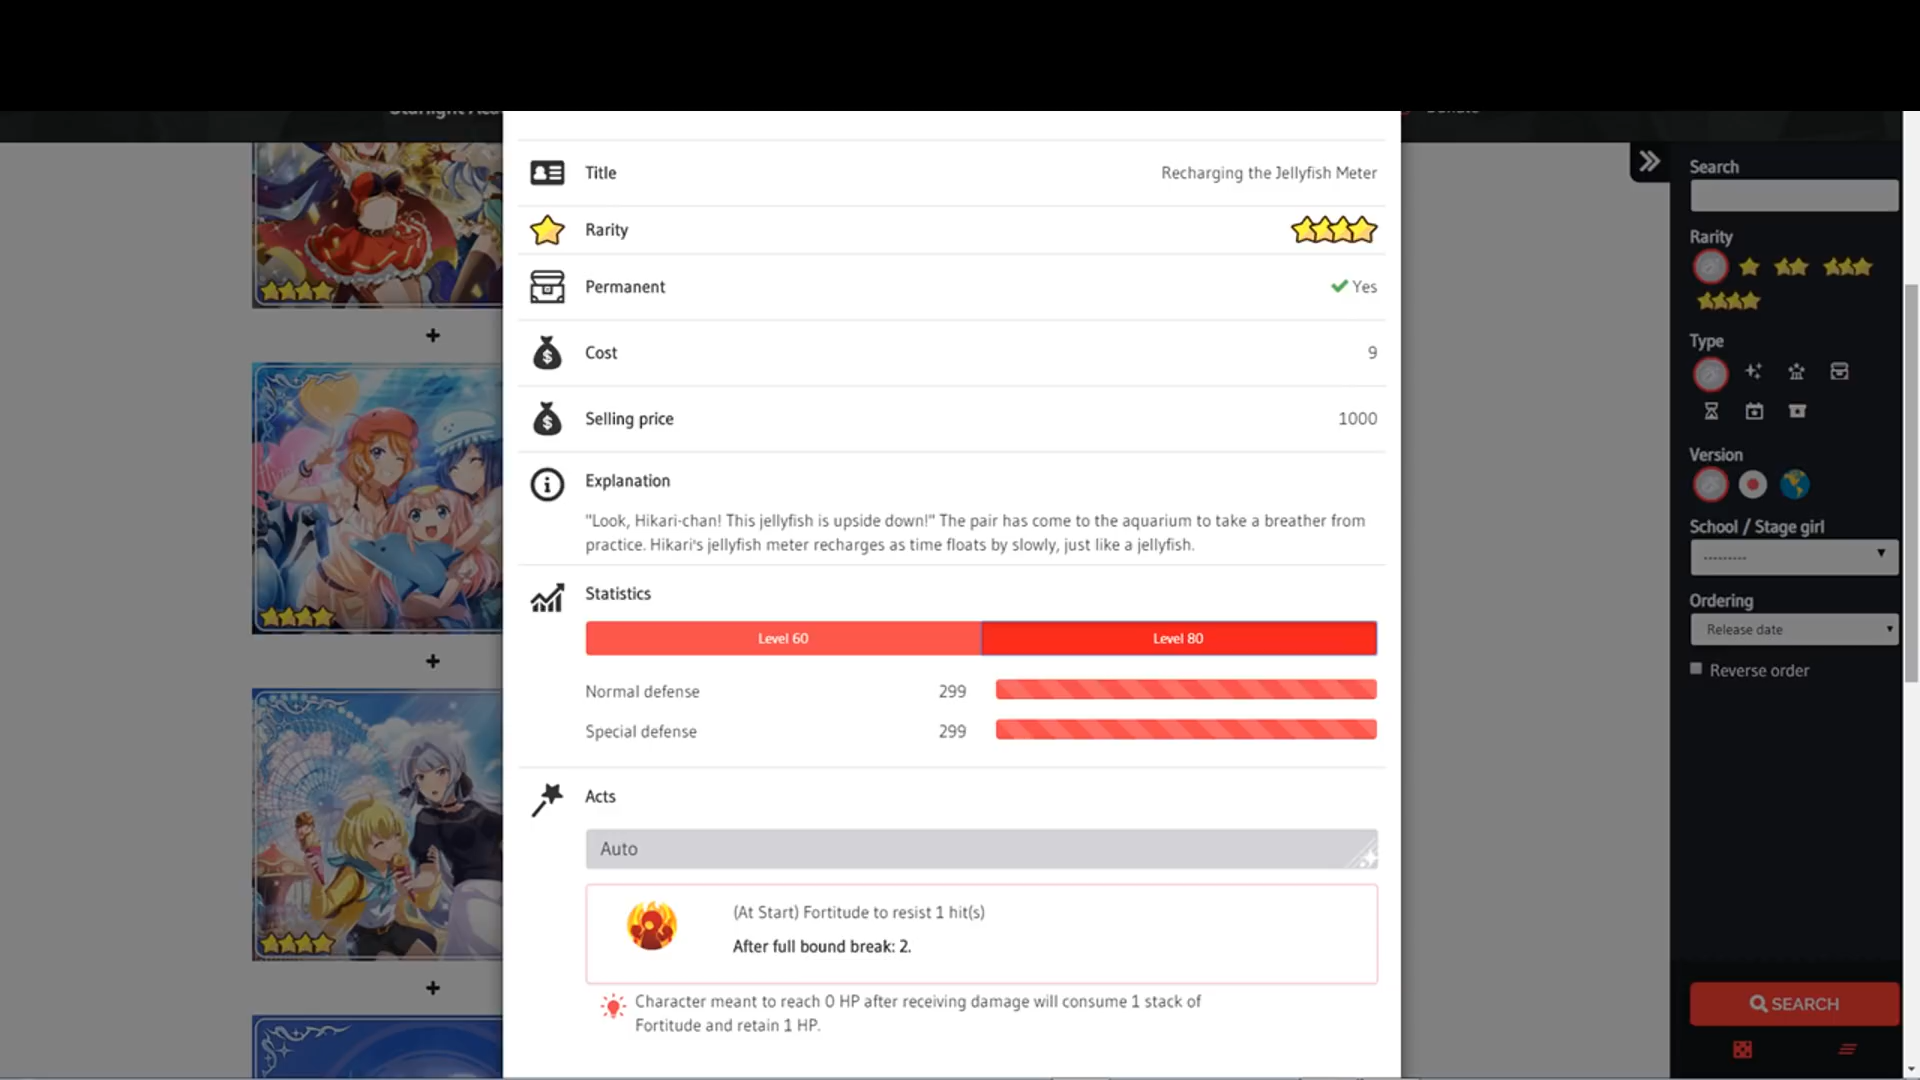 Title
Recharging the Jellyfish Meter
Rarity
Permanent
Yes
Cost
9
Selling price
1000
Explanation
"Look, Hikari-chan! This jellyfish is upside down!" The pair has come to the aquarium to take a breather from
practice. Hikari's jellyfish meter recharges as time floats by slowly, just like a jellyfish.
Statistics
Level 60
Level 80
Normal defense
299
Special defense
299
Acts
Auto
(At Start) Fortitude to resist 1 hit(s)
After full bound break: 2.
Character meant to reach 0 HP after receiving damage will consume 1 stack of
Fortitude and retain 1 HP.
Search
Rarity
Type
Version
School / Stage girl
---------
Ordering
Release date
Reverse order
SEARCH